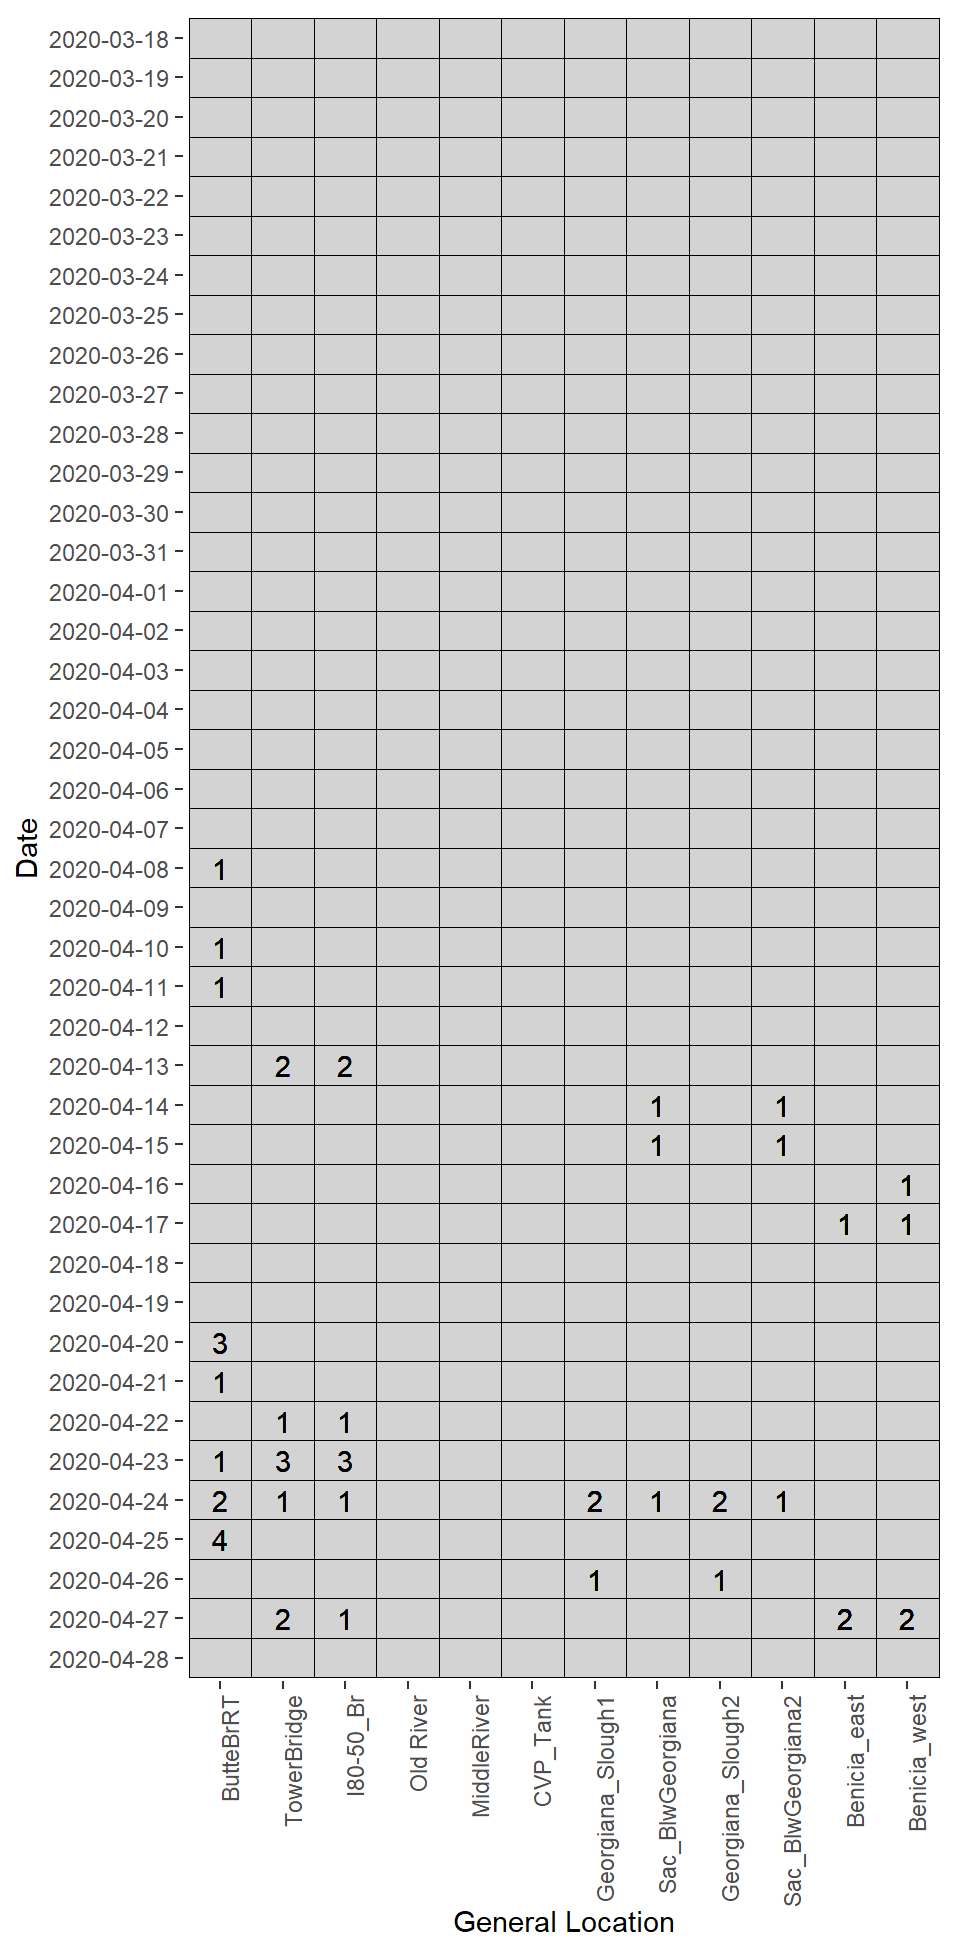 2020-03-18
2020-03-19
2020-03-20
2020-03-21
2020-03-22
2020-03-23
2020-03-24
2020-03-25
2020-03-26
2020-03-27
2020-03-28
2020-03-29
2020-03-30
2020-03-31
2020-04-01
2020-04-02
2020-04-03
2020-04-04
2020-04-05
2020-04-06
2020-04-07
2020-04-08 1
2020-04-09
2020-04-10 1
2020-04-11 1
2020-04-12
2020-04-13 2 2
2020-04-14 1 1
2020-04-15 1 1
2020-04-16 1
2020-04-17 1 1
2020-04-18
2020-04-19
2020-04-20 3
2020-04-21 1
2020-04-22 1 1
2020-04-23 1 3 3
2020-04-24 2 1 1 2 1 2 1
2020-04-25 4
2020-04-26 1 1
2020-04-27 2 1 2 2
2020-04-28
Date
ButteBrRT
TowerBridge
I80-50_Br
Old River
MiddleRiver
CVP_Tank
Georgiana_Slough1
Sac_BlwGeorgiana
Georgiana_Slough2
Sac_BlwGeorgiana2
Benicia_east
Benicia_west
General Location